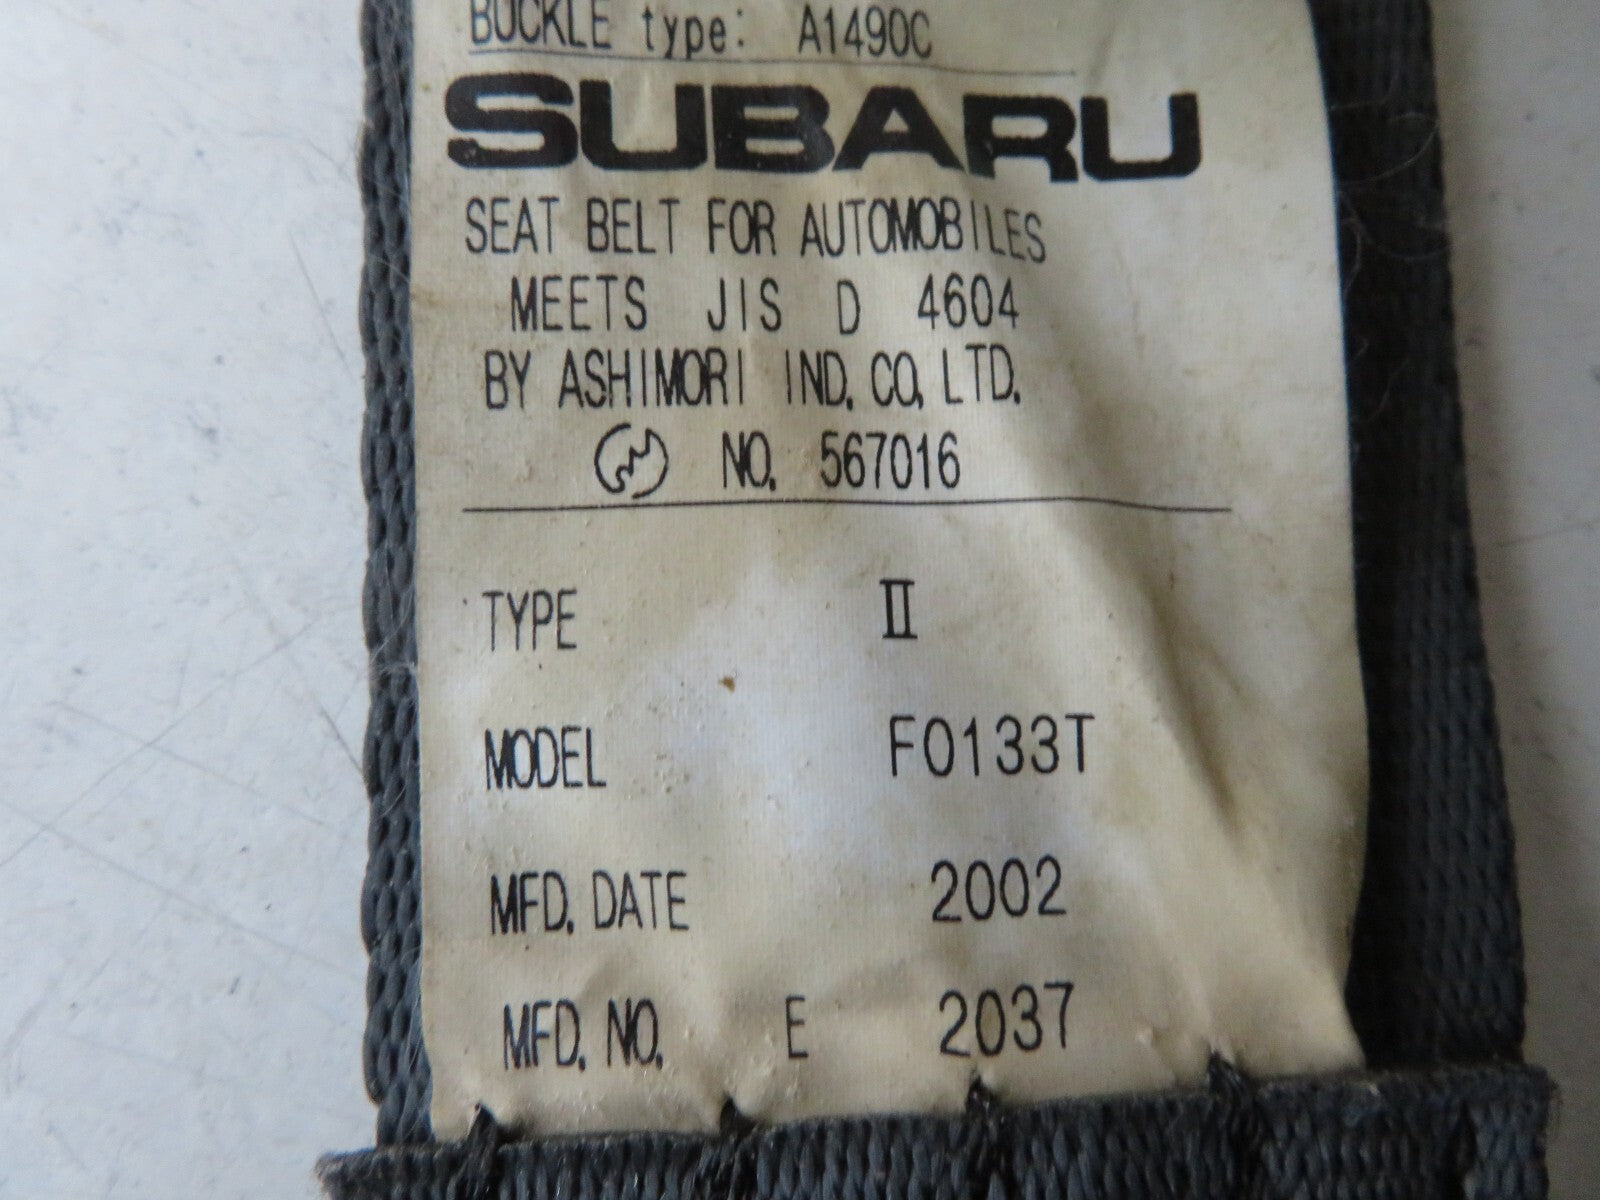 BUCKLE type: A1490C
SUBARU
SEAT BELT FOR AUTOMOBILES
MEETS JIS D 4604
BY ASHIMORI IND. CO. LTD.
NO. 567016
TYPE II
MODEL F0133T
MFD. DATE 2002
MFD. NO. E 2037